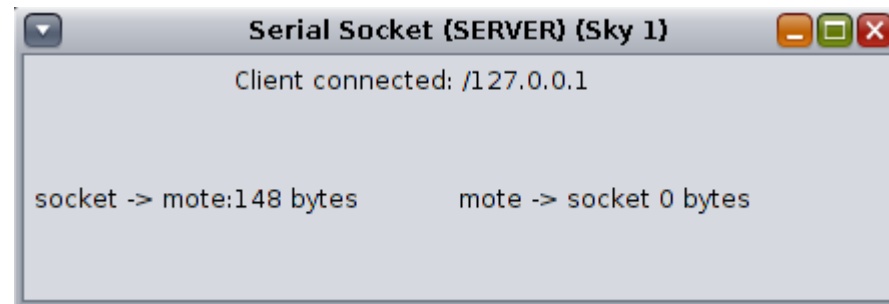 Serial Socket (SERVER) (Sky 1)
Client connected: /127.0.0.1
socket -> mote:148 bytes mote -> socket 0 bytes